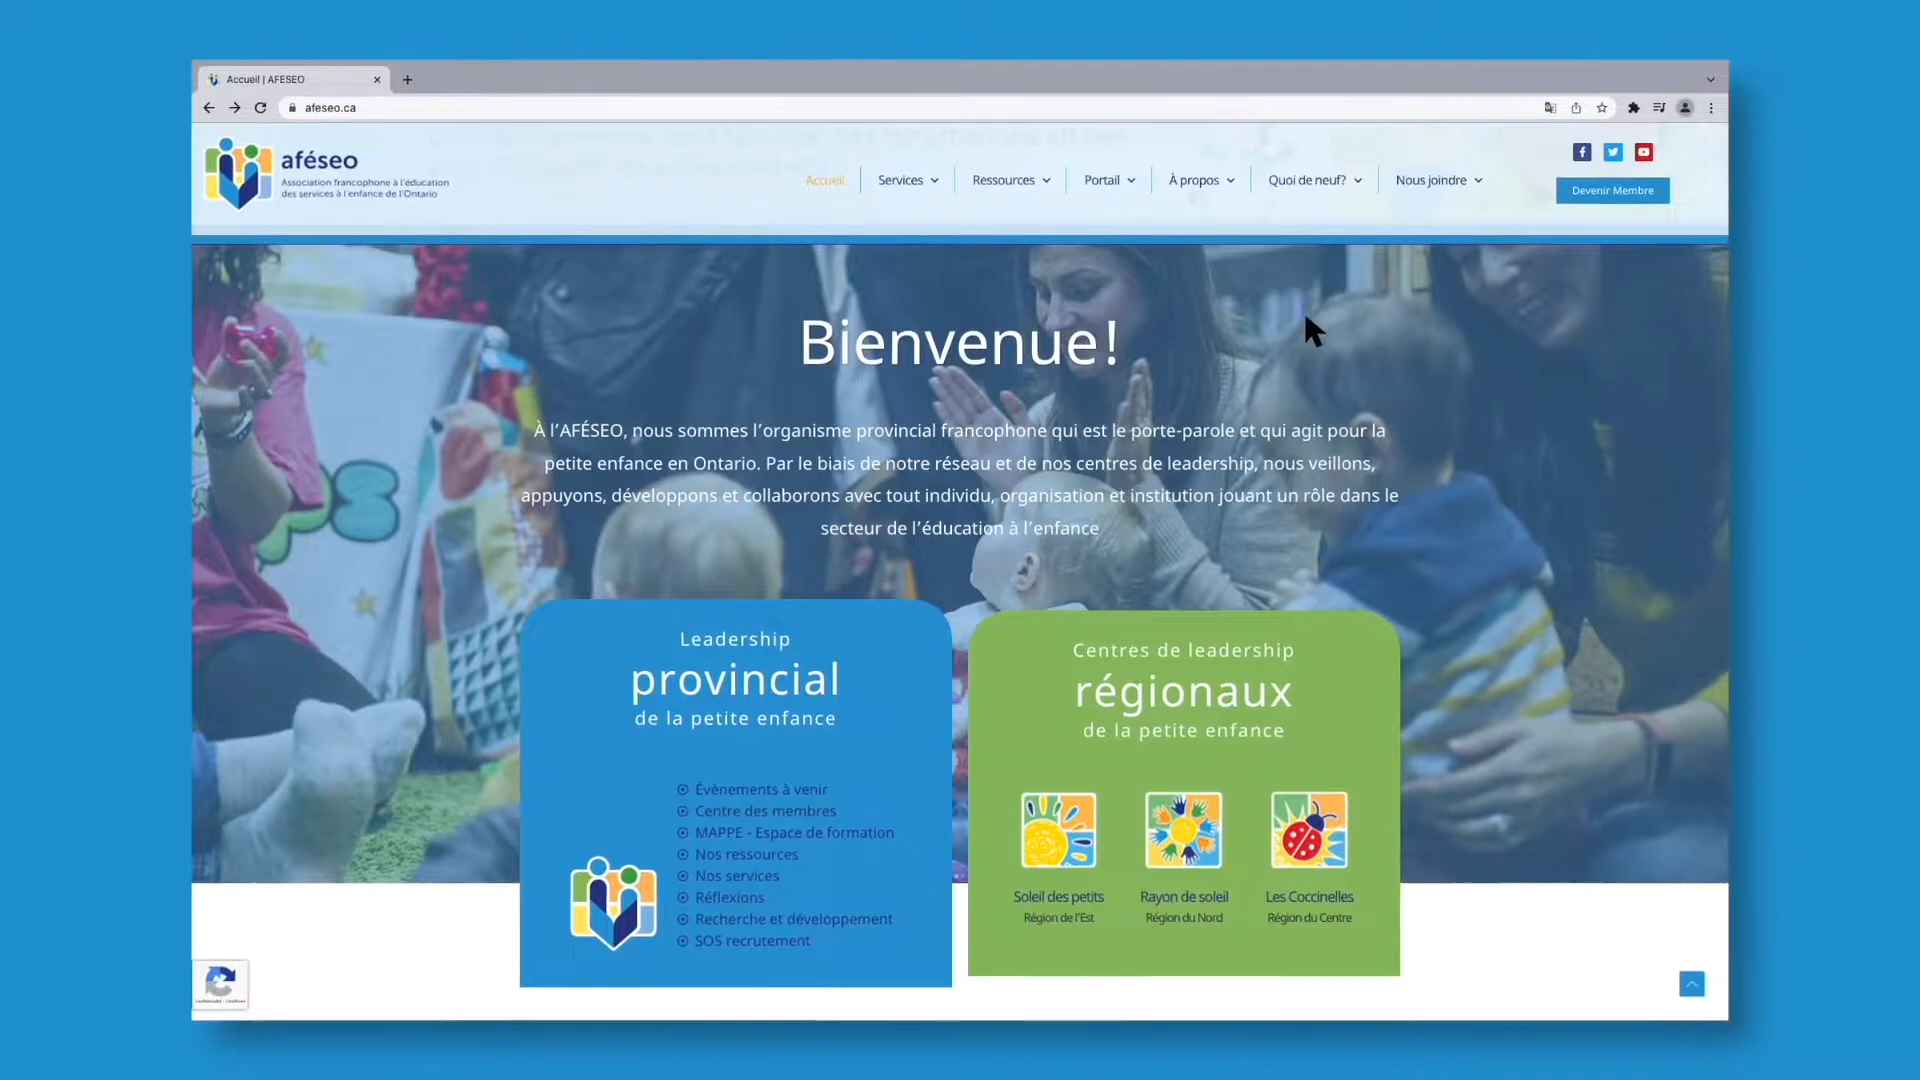 Accueil | AFESEO
afeseo.ca
aféseo
Association francophone à l'éducation
des services à l'enfance de l'Ontario
Accueil
Services
Ressources
Portail
À propos
Quoi de neuf?
Nous joindre
Devenir Membre
Bienvenue!
À l'AFÉSEO, nous sommes l'organisme provincial francophone qui est le porte-parole et qui agit pour la
petite enfance en Ontario. Par le biais de notre réseau et de nos centres de leadership, nous veillons,
appuyons, développons et collaborons avec tout individu, organisation et institution jouant un rôle dans le
secteur de l'éducation à l'enfance
Leadership
provincial
de la petite enfance
Évènements à venir
Centre des membres
MAPPE - Espace de formation
Nos ressources
Nos services
Réflexions
Recherche et développement
SOS recrutement
Centres de leadership
régionaux
de la petite enfance
Soleil des petits
Région de l'Est
Rayon de soleil
Région du Nord
Les Coccinelles
Région du Centre